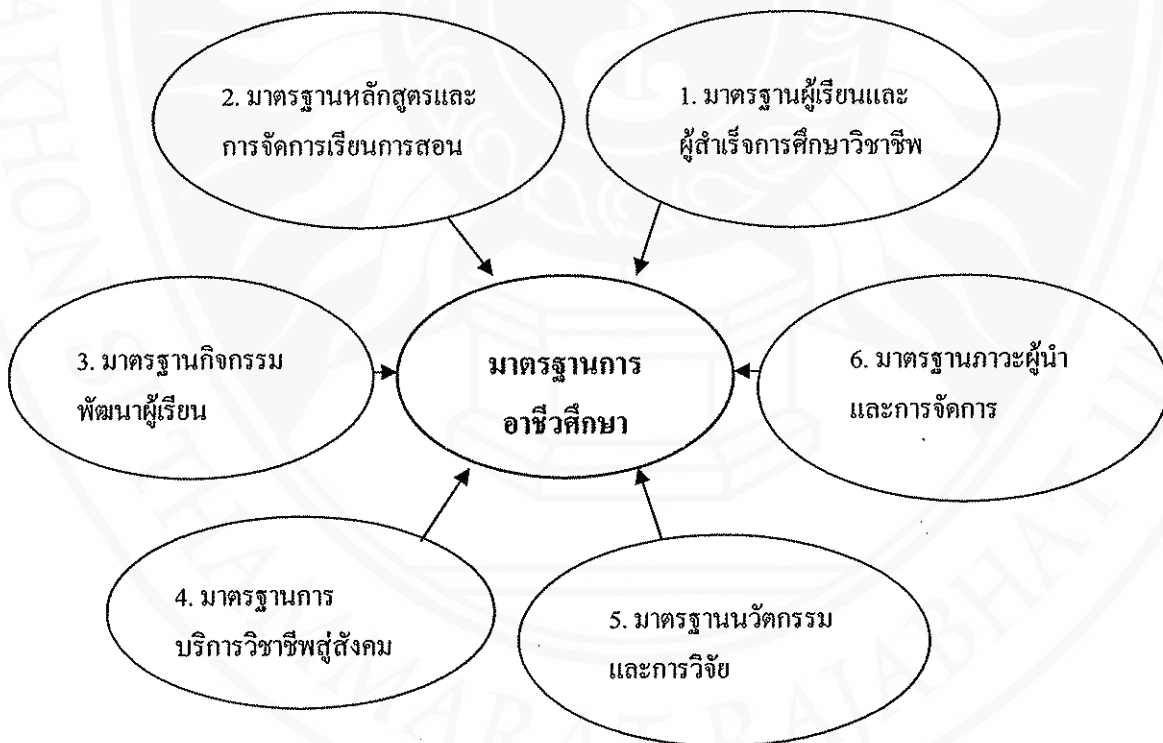 2. มาตรฐานหลักสูตรและ
การจัดการเรียนการสอน
1. มาตรฐานผู้เรียนและ
ผู้สำเร็จการศึกษาวิชาชีพ
3. มาตรฐานกิจกรรม
พัฒนาผู้เรียน
มาตรฐานการ
อาชีวศึกษา
6. มาตรฐานภาวะผู้นำ
และการจัดการ
4. มาตรฐานการ
บริการวิชาชีพสู่สังคม
5. มาตรฐานนวัตกรรม
และการวิจัย